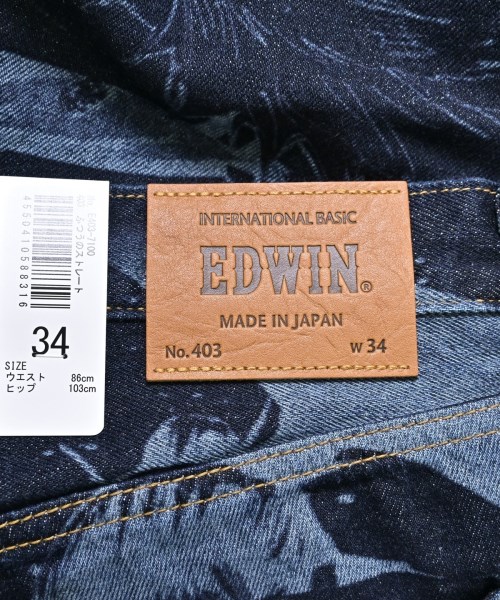 INTERNATIONAL BASIC
EDWIN®
MADE IN JAPAN
No.403 W34
ふつうのストレート
4550410588316
34
SIZE
ウエスト 86cm
ヒップ 103cm